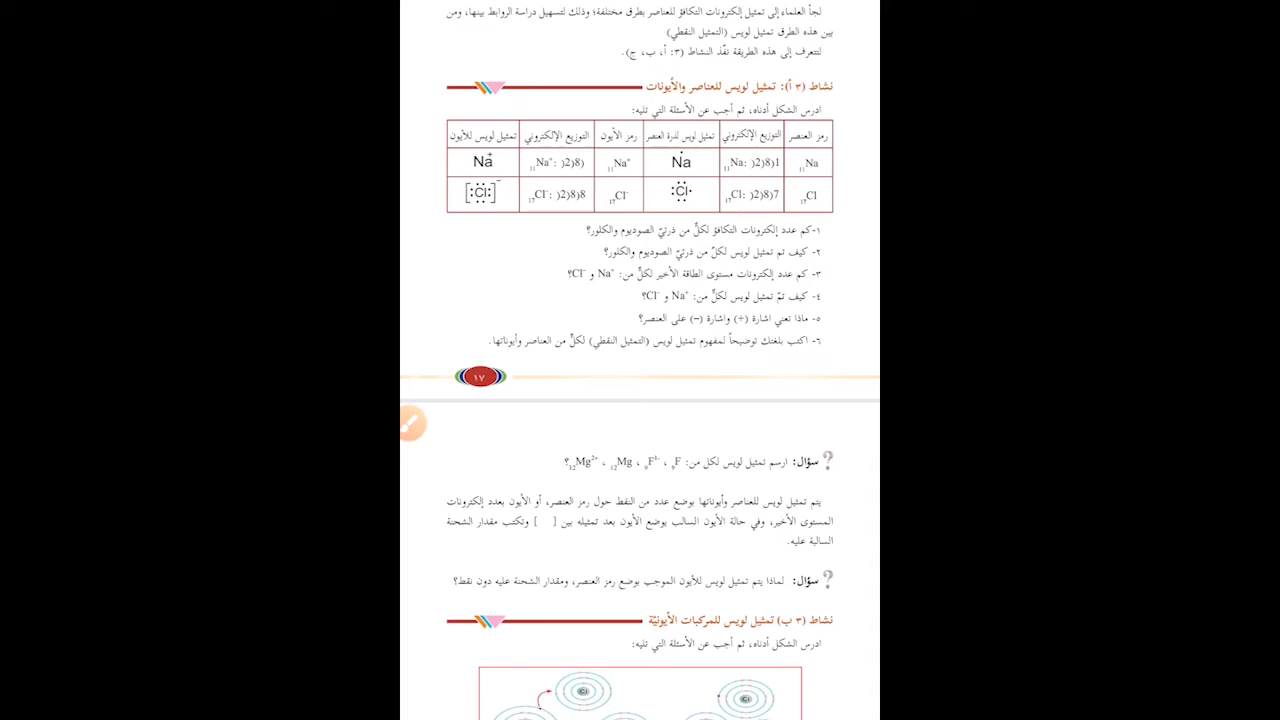 لجأ العلماء إلى تمثيل إلكترونات التكافؤ للعناصر بطرق مختلفة؛ وذلك لتسهيل دراسة الروابط بينها، ومن
بين هذه الطرق تمثيل لويس (التمثيل النقطي)
لتتعرف إلى هذه الطريقة نفّذ النشاط (٣: أ، ب، ج).
نشاط (٣ أ): تمثيل لويس للعناصر والأيونات
ادرس الشكل أدناه، ثم أجب عن الأسئلة التي تليه:
رمز العنصر التوزيع الإلكتروني تمثيل لويس لذرة العنصر رمز الأيون التوزيع الإلكتروني تمثيل لويس للأيون
₁₁Na ₁₁Na: )2)8)1 Na ₁₁Na⁺ ₁₁Na⁺: )2)8) Na⁺
₁₇Cl ₁₇Cl: )2)8)7 Cl ₁₇Cl⁻ ₁₇Cl⁻: )2)8)8 [Cl]⁻
١-كم عدد إلكترونات التكافؤ لكلٍّ من ذرتيّ الصوديوم والكلور؟
٢- كيف تم تمثيل لويس لكلّ من ذرتيّ الصوديوم والكلور؟
٣- كم عدد إلكترونات مستوى الطاقة الأخير لكلٍّ من: Na⁺ و Cl⁻؟
٤- كيف تمّ تمثيل لويس لكلٍّ من: Na⁺ و Cl⁻؟
٥- ماذا تعني اشارة (+) واشارة (−) على العنصر؟
٦- اكتب بلغتك توضيحاً لمفهوم تمثيل لويس (التمثيل النقطي) لكلٍّ من العناصر وأيوناتها.
١٧
سؤال: ارسم تمثيل لويس لكل من: ₉F ، ₉F¹⁻ ، ₁₂Mg ، ₁₂Mg²⁺؟
يتم تمثيل لويس للعناصر وأيوناتها بوضع عدد من النقط حول رمز العنصر، أو الأيون بعدد إلكترونات
المستوى الأخير، وفي حالة الأيون السالب يوضع الأيون بعد تمثيله بين [ ] وتكتب مقدار الشحنة
السالبة عليه.
سؤال: لماذا يتم تمثيل لويس للأيون الموجب بوضع رمز العنصر، ومقدار الشحنة عليه دون نقط؟
نشاط (٣ ب) تمثيل لويس للمركبات الأيونيّة
ادرس الشكل أدناه، ثم أجب عن الأسئلة التي تليه:
Cl Cl